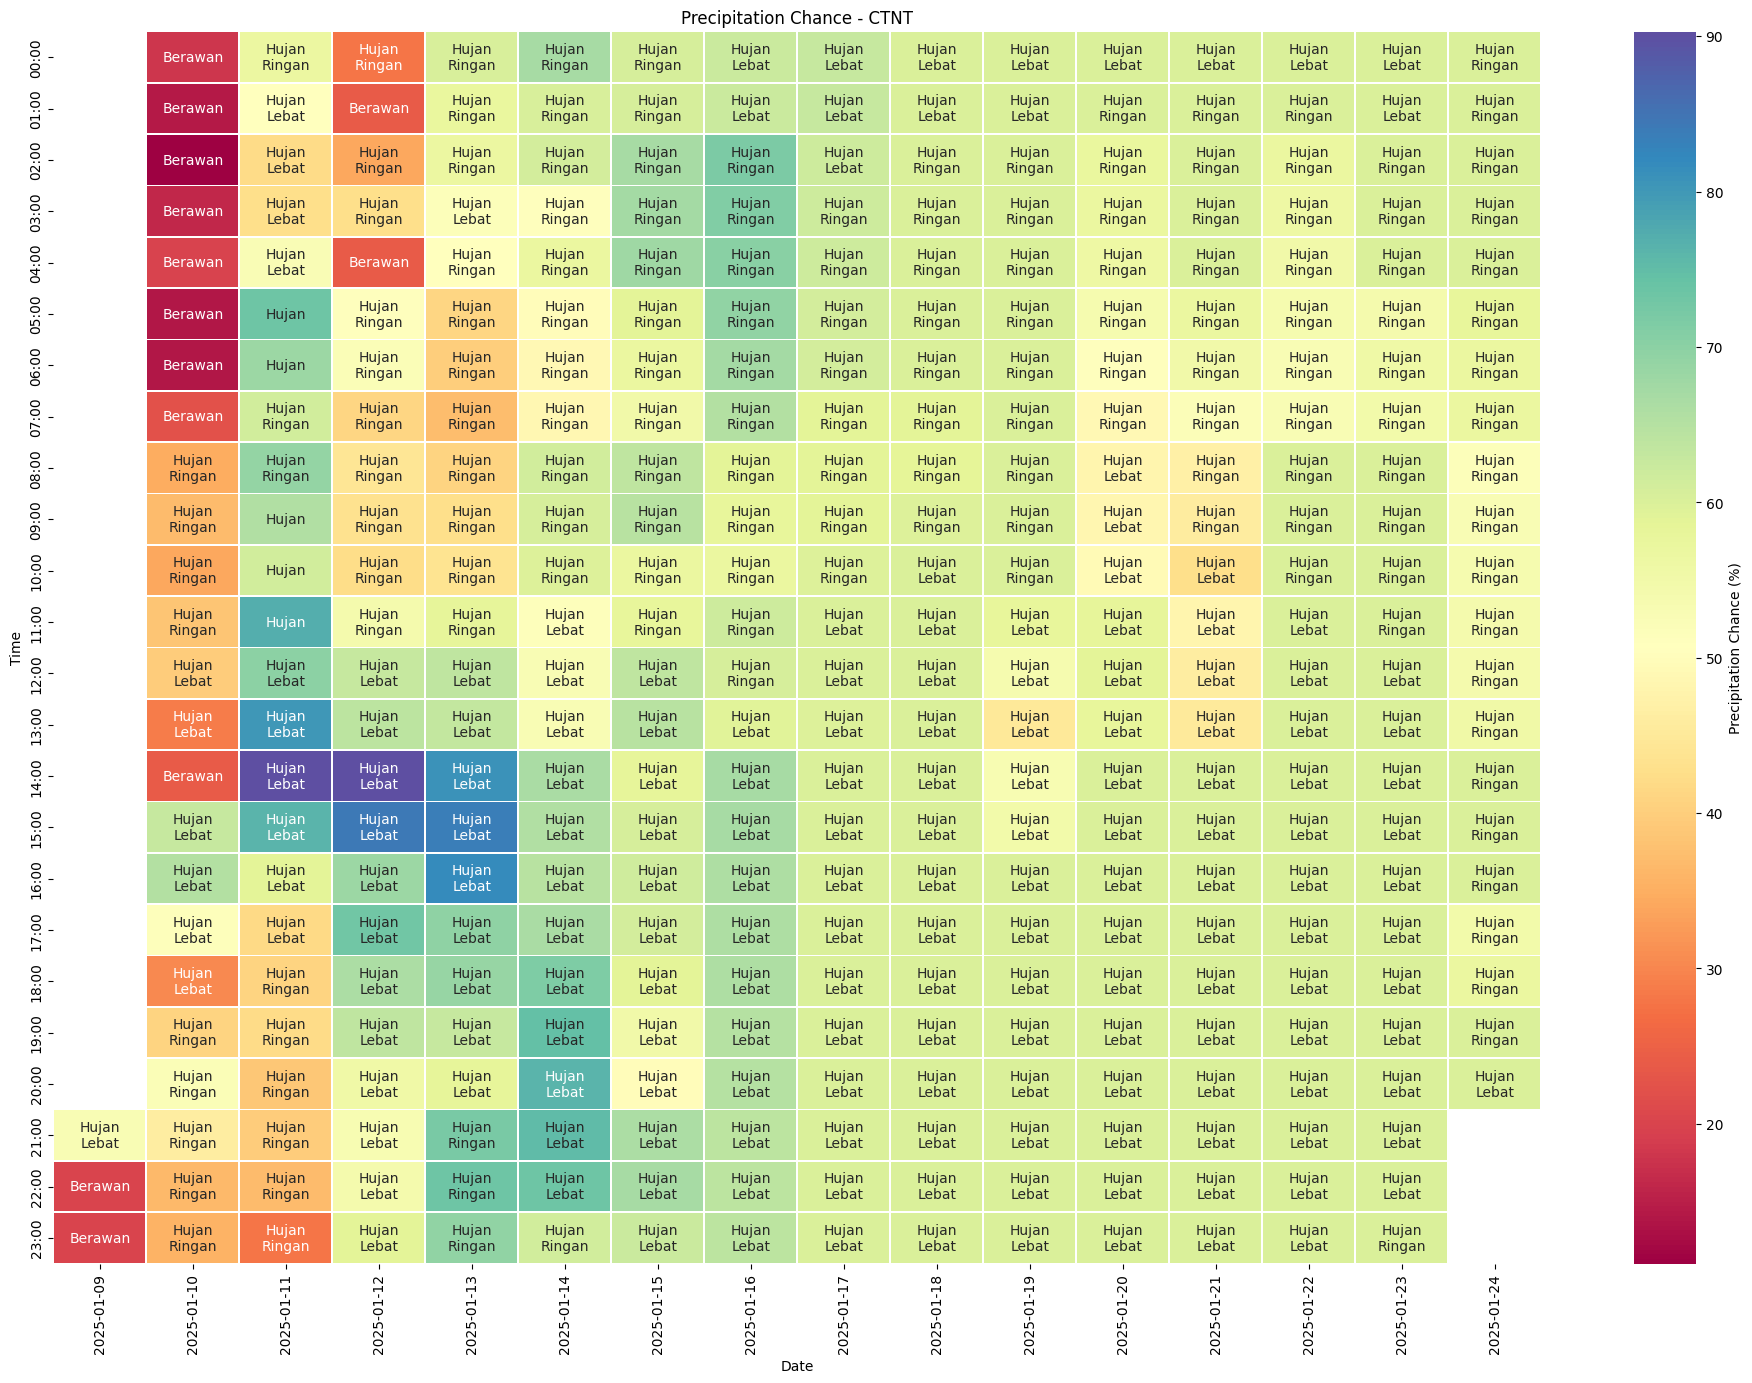 Precipitation Chance - CTNT
00:00 Berawan Hujan Ringan Hujan Ringan Hujan Ringan Hujan Ringan Hujan Ringan Hujan Lebat Hujan Lebat Hujan Lebat Hujan Lebat Hujan Lebat Hujan Lebat Hujan Lebat Hujan Lebat Hujan Ringan
01:00 Berawan Hujan Lebat Berawan Hujan Ringan Hujan Ringan Hujan Ringan Hujan Lebat Hujan Lebat Hujan Ringan Hujan Ringan Hujan Ringan Hujan Ringan Hujan Ringan Hujan Lebat Hujan Ringan
02:00 Berawan Hujan Lebat Hujan Ringan Hujan Ringan Hujan Ringan Hujan Ringan Hujan Ringan Hujan Lebat Hujan Ringan Hujan Ringan Hujan Ringan Hujan Ringan Hujan Ringan Hujan Ringan Hujan Ringan
03:00 Berawan Hujan Lebat Hujan Ringan Hujan Lebat Hujan Ringan Hujan Ringan Hujan Ringan Hujan Ringan Hujan Ringan Hujan Ringan Hujan Ringan Hujan Ringan Hujan Ringan Hujan Ringan Hujan Ringan
04:00 Berawan Hujan Lebat Berawan Hujan Ringan Hujan Ringan Hujan Ringan Hujan Ringan Hujan Ringan Hujan Ringan Hujan Ringan Hujan Ringan Hujan Ringan Hujan Ringan Hujan Ringan Hujan Ringan
05:00 Berawan Hujan Hujan Ringan Hujan Ringan Hujan Ringan Hujan Ringan Hujan Ringan Hujan Ringan Hujan Ringan Hujan Ringan Hujan Ringan Hujan Ringan Hujan Ringan Hujan Ringan Hujan Ringan
06:00 Berawan Hujan Hujan Ringan Hujan Ringan Hujan Ringan Hujan Ringan Hujan Ringan Hujan Ringan Hujan Ringan Hujan Ringan Hujan Ringan Hujan Ringan Hujan Ringan Hujan Ringan Hujan Ringan
07:00 Berawan Hujan Ringan Hujan Ringan Hujan Ringan Hujan Ringan Hujan Ringan Hujan Ringan Hujan Ringan Hujan Ringan Hujan Ringan Hujan Ringan Hujan Ringan Hujan Ringan Hujan Ringan Hujan Ringan
08:00 Hujan Ringan Hujan Ringan Hujan Ringan Hujan Ringan Hujan Ringan Hujan Ringan Hujan Ringan Hujan Ringan Hujan Ringan Hujan Ringan Hujan Lebat Hujan Ringan Hujan Ringan Hujan Ringan Hujan Ringan
09:00 Hujan Ringan Hujan Hujan Ringan Hujan Ringan Hujan Ringan Hujan Ringan Hujan Ringan Hujan Ringan Hujan Ringan Hujan Ringan Hujan Lebat Hujan Ringan Hujan Ringan Hujan Ringan Hujan Ringan
10:00 Hujan Ringan Hujan Hujan Ringan Hujan Ringan Hujan Ringan Hujan Ringan Hujan Ringan Hujan Ringan Hujan Lebat Hujan Ringan Hujan Lebat Hujan Lebat Hujan Ringan Hujan Ringan Hujan Ringan
11:00 Hujan Ringan Hujan Hujan Ringan Hujan Ringan Hujan Lebat Hujan Ringan Hujan Ringan Hujan Lebat Hujan Lebat Hujan Lebat Hujan Lebat Hujan Lebat Hujan Lebat Hujan Ringan Hujan Ringan
12:00 Hujan Lebat Hujan Lebat Hujan Lebat Hujan Lebat Hujan Lebat Hujan Lebat Hujan Ringan Hujan Lebat Hujan Lebat Hujan Lebat Hujan Lebat Hujan Lebat Hujan Lebat Hujan Lebat Hujan Ringan
13:00 Hujan Lebat Hujan Lebat Hujan Lebat Hujan Lebat Hujan Lebat Hujan Lebat Hujan Lebat Hujan Lebat Hujan Lebat Hujan Lebat Hujan Lebat Hujan Lebat Hujan Lebat Hujan Lebat Hujan Ringan
14:00 Berawan Hujan Lebat Hujan Lebat Hujan Lebat Hujan Lebat Hujan Lebat Hujan Lebat Hujan Lebat Hujan Lebat Hujan Lebat Hujan Lebat Hujan Lebat Hujan Lebat Hujan Lebat Hujan Ringan
15:00 Hujan Lebat Hujan Lebat Hujan Lebat Hujan Lebat Hujan Lebat Hujan Lebat Hujan Lebat Hujan Lebat Hujan Lebat Hujan Lebat Hujan Lebat Hujan Lebat Hujan Lebat Hujan Lebat Hujan Ringan
16:00 Hujan Lebat Hujan Lebat Hujan Lebat Hujan Lebat Hujan Lebat Hujan Lebat Hujan Lebat Hujan Lebat Hujan Lebat Hujan Lebat Hujan Lebat Hujan Lebat Hujan Lebat Hujan Lebat Hujan Ringan
17:00 Hujan Lebat Hujan Lebat Hujan Lebat Hujan Lebat Hujan Lebat Hujan Lebat Hujan Lebat Hujan Lebat Hujan Lebat Hujan Lebat Hujan Lebat Hujan Lebat Hujan Lebat Hujan Lebat Hujan Ringan
18:00 Hujan Lebat Hujan Ringan Hujan Lebat Hujan Lebat Hujan Lebat Hujan Lebat Hujan Lebat Hujan Lebat Hujan Lebat Hujan Lebat Hujan Lebat Hujan Lebat Hujan Lebat Hujan Lebat Hujan Ringan
19:00 Hujan Ringan Hujan Ringan Hujan Lebat Hujan Lebat Hujan Lebat Hujan Lebat Hujan Lebat Hujan Lebat Hujan Lebat Hujan Lebat Hujan Lebat Hujan Lebat Hujan Lebat Hujan Lebat Hujan Ringan
20:00 Hujan Ringan Hujan Ringan Hujan Lebat Hujan Lebat Hujan Lebat Hujan Lebat Hujan Lebat Hujan Lebat Hujan Lebat Hujan Lebat Hujan Lebat Hujan Lebat Hujan Lebat Hujan Lebat Hujan Lebat
21:00 Hujan Lebat Hujan Ringan Hujan Ringan Hujan Lebat Hujan Ringan Hujan Lebat Hujan Lebat Hujan Lebat Hujan Lebat Hujan Lebat Hujan Lebat Hujan Lebat Hujan Lebat Hujan Lebat Hujan Lebat
22:00 Berawan Hujan Ringan Hujan Ringan Hujan Lebat Hujan Ringan Hujan Lebat Hujan Lebat Hujan Lebat Hujan Lebat Hujan Lebat Hujan Lebat Hujan Lebat Hujan Lebat Hujan Lebat Hujan Lebat
23:00 Berawan Hujan Ringan Hujan Ringan Hujan Lebat Hujan Ringan Hujan Ringan Hujan Lebat Hujan Lebat Hujan Lebat Hujan Lebat Hujan Lebat Hujan Lebat Hujan Lebat Hujan Lebat Hujan Ringan
Time
2025-01-09 2025-01-10 2025-01-11 2025-01-12 2025-01-13 2025-01-14 2025-01-15 2025-01-16 2025-01-17 2025-01-18 2025-01-19 2025-01-20 2025-01-21 2025-01-22 2025-01-23 2025-01-24
Date
90
80
70
60
50
40
30
20
Precipitation Chance (%)